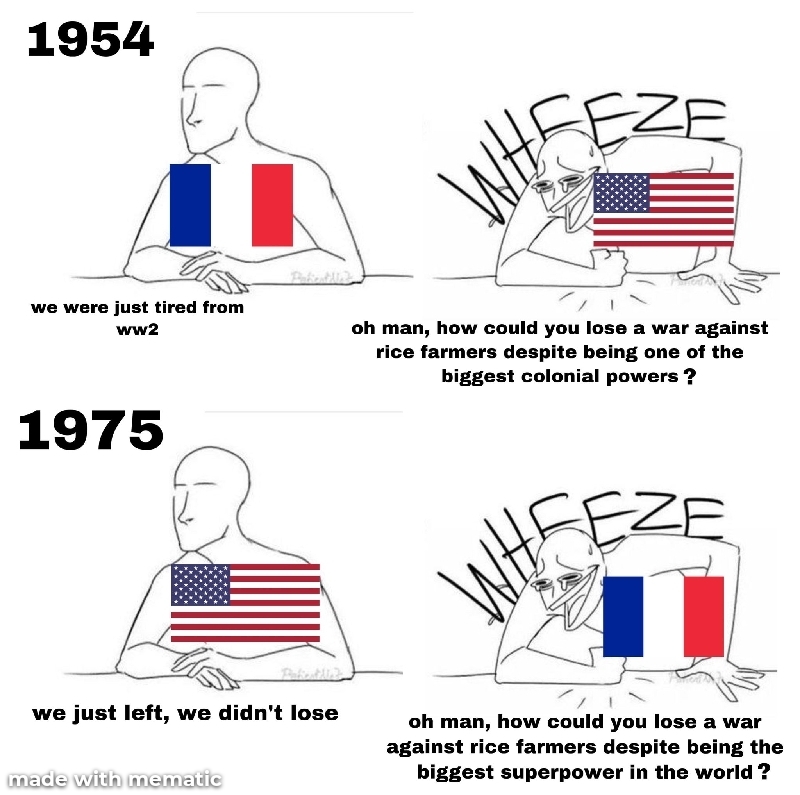 1954
WHEEZE
we were just tired from
ww2
oh man, how could you lose a war against
rice farmers despite being one of the
biggest colonial powers ?
1975
WHEEZE
we just left, we didn't lose
oh man, how could you lose a war
against rice farmers despite being the
biggest superpower in the world ?
made with mematic